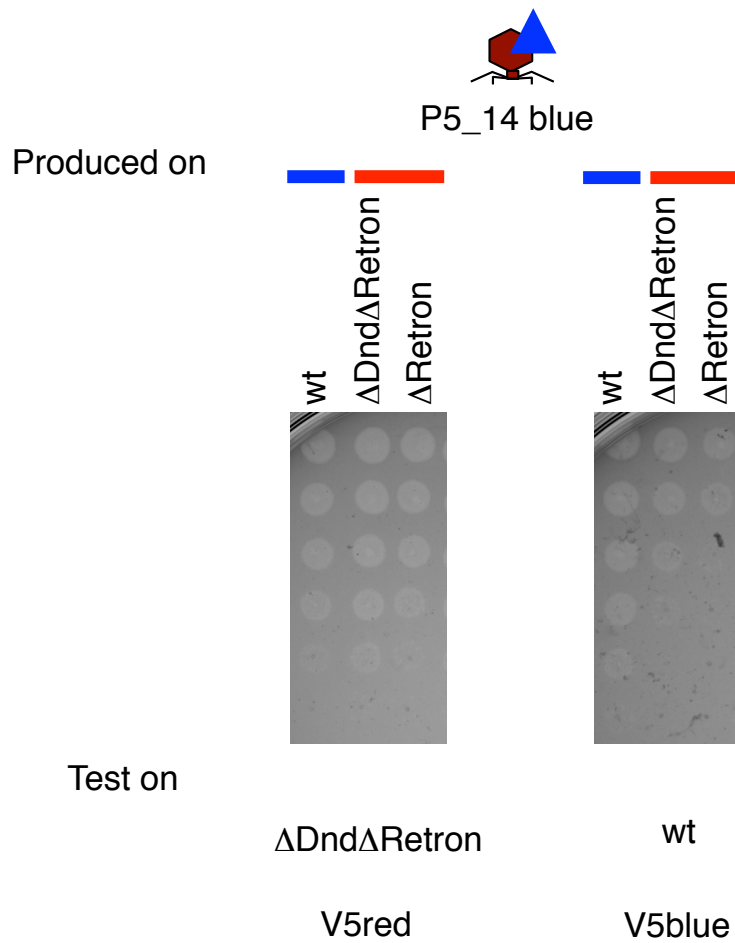 P5_14 blue
Produced on
wt
ΔDndΔRetron
ΔRetron
wt
ΔDndΔRetron
ΔRetron
Test on
ΔDndΔRetron
wt
V5red
V5blue